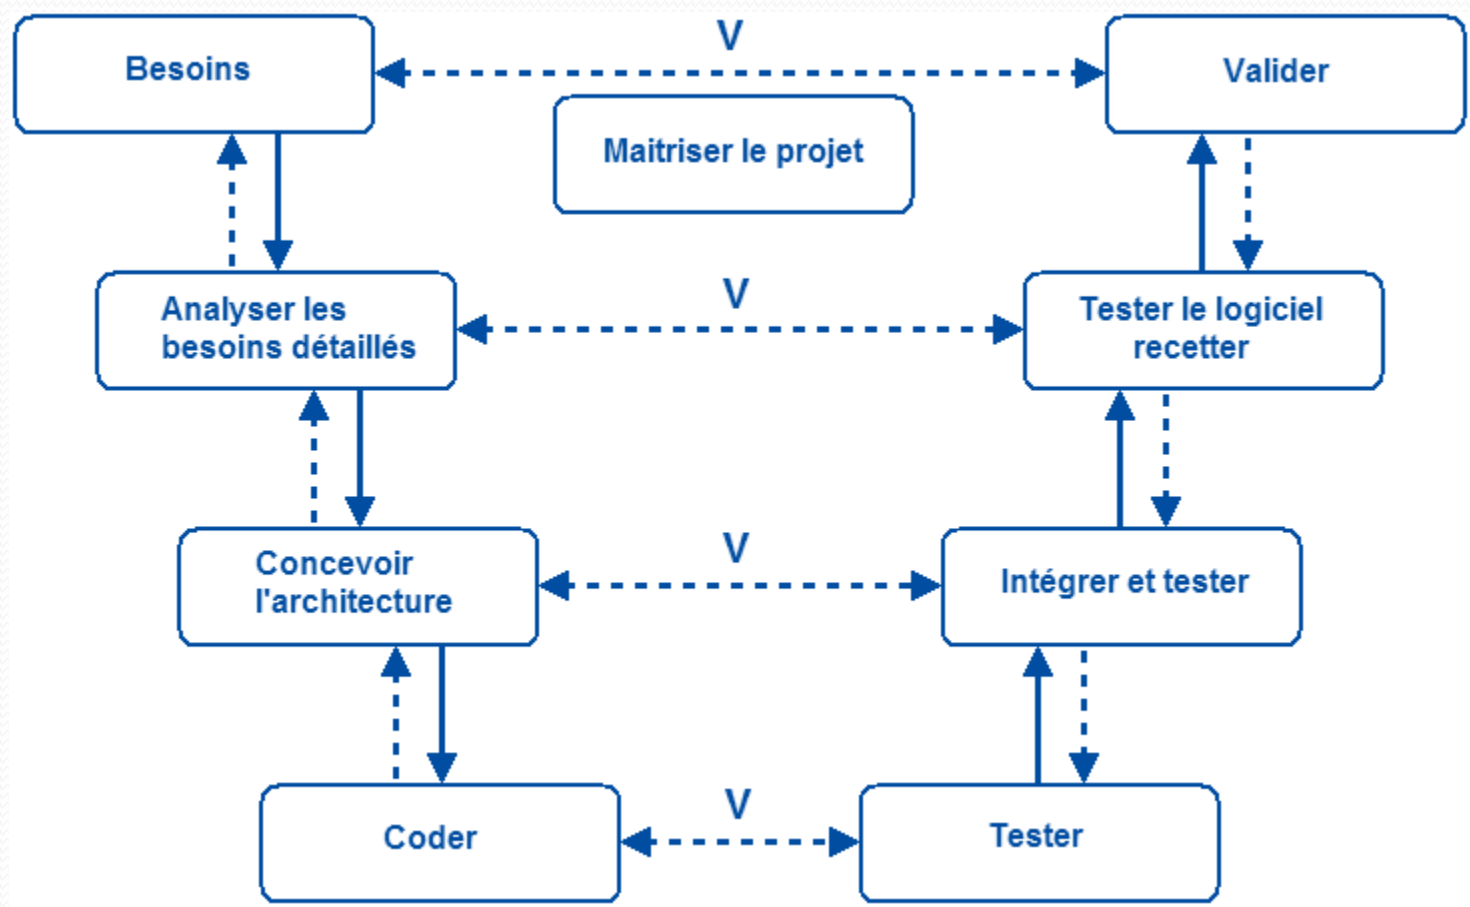 V
Besoins
Valider
Maitriser le projet
V
Analyser les
besoins détaillés
Tester le logiciel
recetter
V
Concevoir
l'architecture
Intégrer et tester
V
Coder
Tester